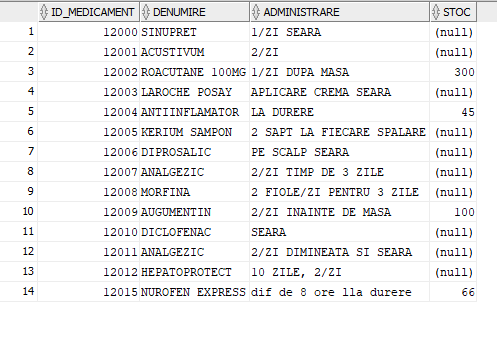 ID_MEDICAMENT DENUMIRE ADMINISTRARE STOC
1 12000 SINUPRET 1/ZI SEARA (null)
2 12001 ACUSTIVUM 2/ZI (null)
3 12002 ROACUTANE 100MG 1/ZI DUPA MASA 300
4 12003 LAROCHE POSAY APLICARE CREMA SEARA (null)
5 12004 ANTIINFLAMATOR LA DURERE 45
6 12005 KERIUM SAMPON 2 SAPT LA FIECARE SPALARE (null)
7 12006 DIPROSALIC PE SCALP SEARA (null)
8 12007 ANALGEZIC 2/ZI TIMP DE 3 ZILE (null)
9 12008 MORFINA 2 FIOLE/ZI PENTRU 3 ZILE (null)
10 12009 AUGUMENTIN 2/ZI INAINTE DE MASA 100
11 12010 DICLOFENAC SEARA (null)
12 12011 ANALGEZIC 2/ZI DIMINEATA SI SEARA (null)
13 12012 HEPATOPROTECT 10 ZILE, 2/ZI (null)
14 12015 NUROFEN EXPRESS dif de 8 ore lla durere 66